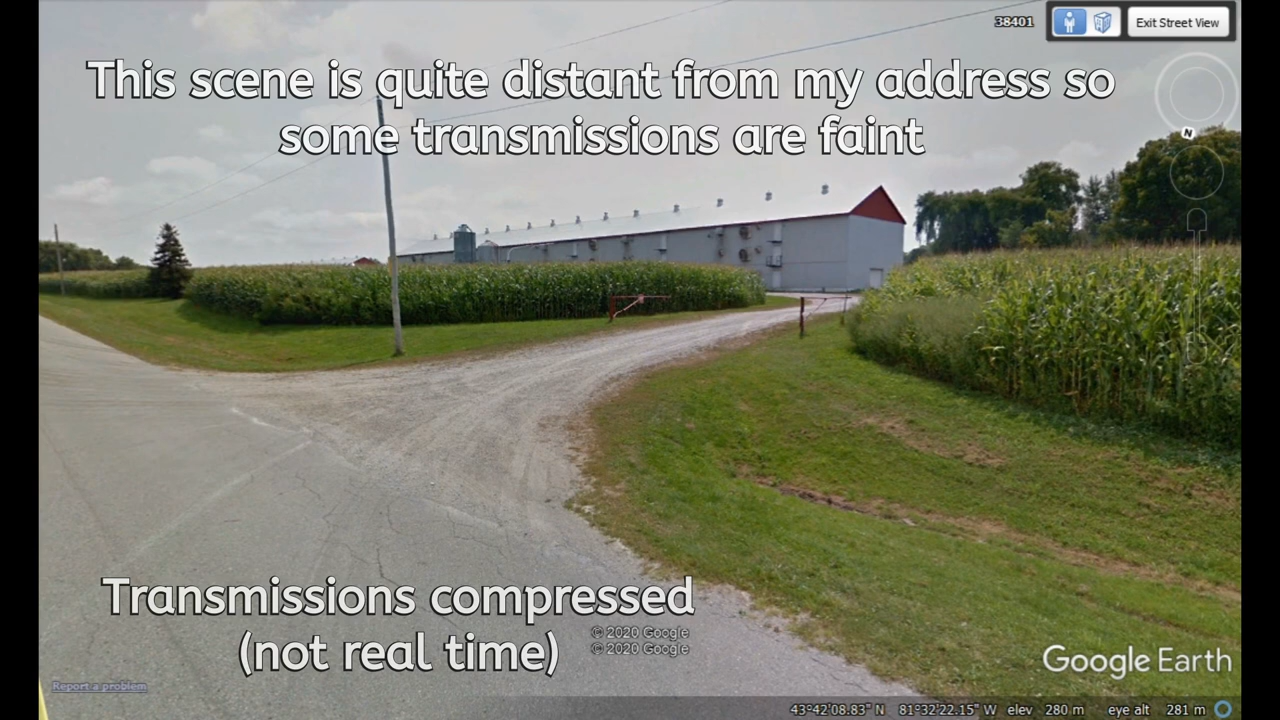 38401
Exit Street View
This scene is quite distant from my address so
some transmissions are faint
N
Transmissions compressed
(not real time)
© 2020 Google
© 2020 Google
Google Earth
Report a problem
43°42'08.83" N 81°32'22.15" W elev 280 m eye alt 281 m